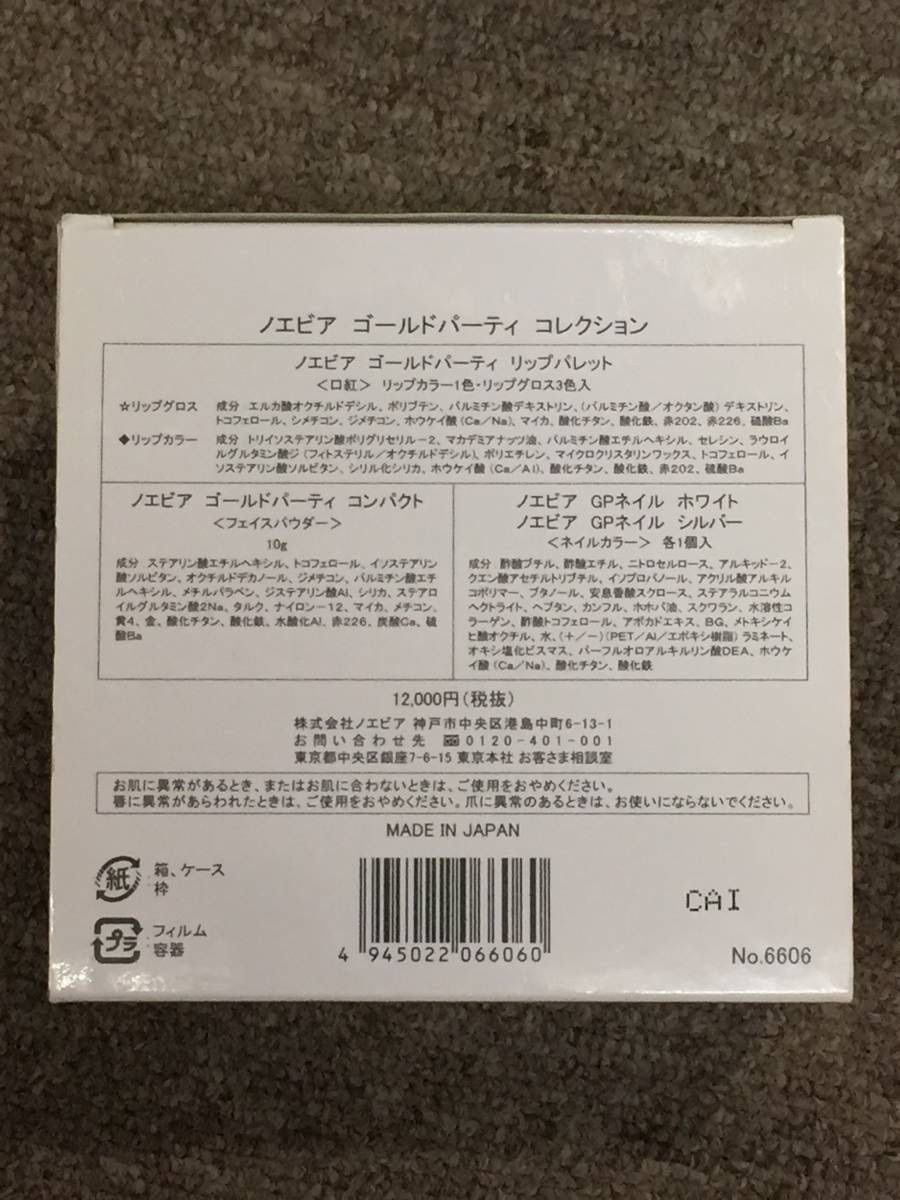 ノエビア ゴールドパーティ コレクション
ノエビア ゴールドパーティ リップパレット
<口紅> リップカラー1色・リップグロス3色入
☆リップグロス 成分 エルカ酸オクチルドデシル、ポリブテン、パルミチン酸デキストリン、(パルミチン酸/オクタン酸)デキストリン、
トコフェロール、シメチコン、ジメチコン、ホウケイ酸(Ca/Na)、マイカ、酸化チタン、酸化鉄、赤202、赤226、硫酸Ba
◆リップカラー 成分 トリイソステアリン酸ポリグリセリル-2、マカデミアナッツ油、パルミチン酸エチルヘキシル、セレシン、ラウロイ
ルグルタミン酸ジ(フィトステリル/オクチルドデシル)、ポリエチレン、マイクロクリスタリンワックス、トコフェロール、イ
ソステアリン酸ソルビタン、シリル化シリカ、ホウケイ酸(Ca/Al)、酸化チタン、酸化鉄、赤202、硫酸Ba
ノエビア ゴールドパーティ コンパクト
<フェイスパウダー>
10g
成分 ステアリン酸エチルヘキシル、トコフェロール、イソステアリン
酸ソルビタン、オクチルドデカノール、ジメチコン、パルミチン酸エチ
ルヘキシル、メチルパラベン、ジステアリン酸Al、シリカ、ステアロ
イルグルタミン酸2Na、タルク、ナイロン-12、マイカ、メチコン、
黄4、金、酸化チタン、酸化鉄、水酸化Al、赤226、炭酸Ca、硫
酸Ba
ノエビア GPネイル ホワイト
ノエビア GPネイル シルバー
<ネイルカラー> 各1個入
成分 酢酸ブチル、酢酸エチル、ニトロセルロース、アルキッド-2、
クエン酸アセチルトリブチル、イソプロパノール、アクリル酸アルキル
コポリマー、ブタノール、安息香酸スクロース、ステアラルコニウム
ヘクトライト、ヘプタン、カンフル、ホホバ油、スクワラン、水溶性コ
ラーゲン、酢酸トコフェロール、アボカドエキス、BG、メトキシケイ
ヒ酸オクチル、水、(+/-)(PET/Al/エポキシ樹脂)ラミネート、
オキシ塩化ビスマス、パーフルオロアルキルリン酸DEA、ホウケ
イ酸(Ca/Na)、酸化チタン、酸化鉄
12,000円(税抜)
株式会社ノエビア 神戸市中央区港島中町6-13-1
お問い合わせ先 0120-401-001
東京都中央区銀座7-6-15 東京本社 お客さま相談室
お肌に異常があるとき、またはお肌に合わないときは、ご使用をおやめください。
唇に異常があらわれたときは、ご使用をおやめください。爪に異常のあるときは、お使いにならないでください。
MADE IN JAPAN
紙 箱、ケース
枠
プラ フィルム
容器
4 945022 066060
CAI
No.6606